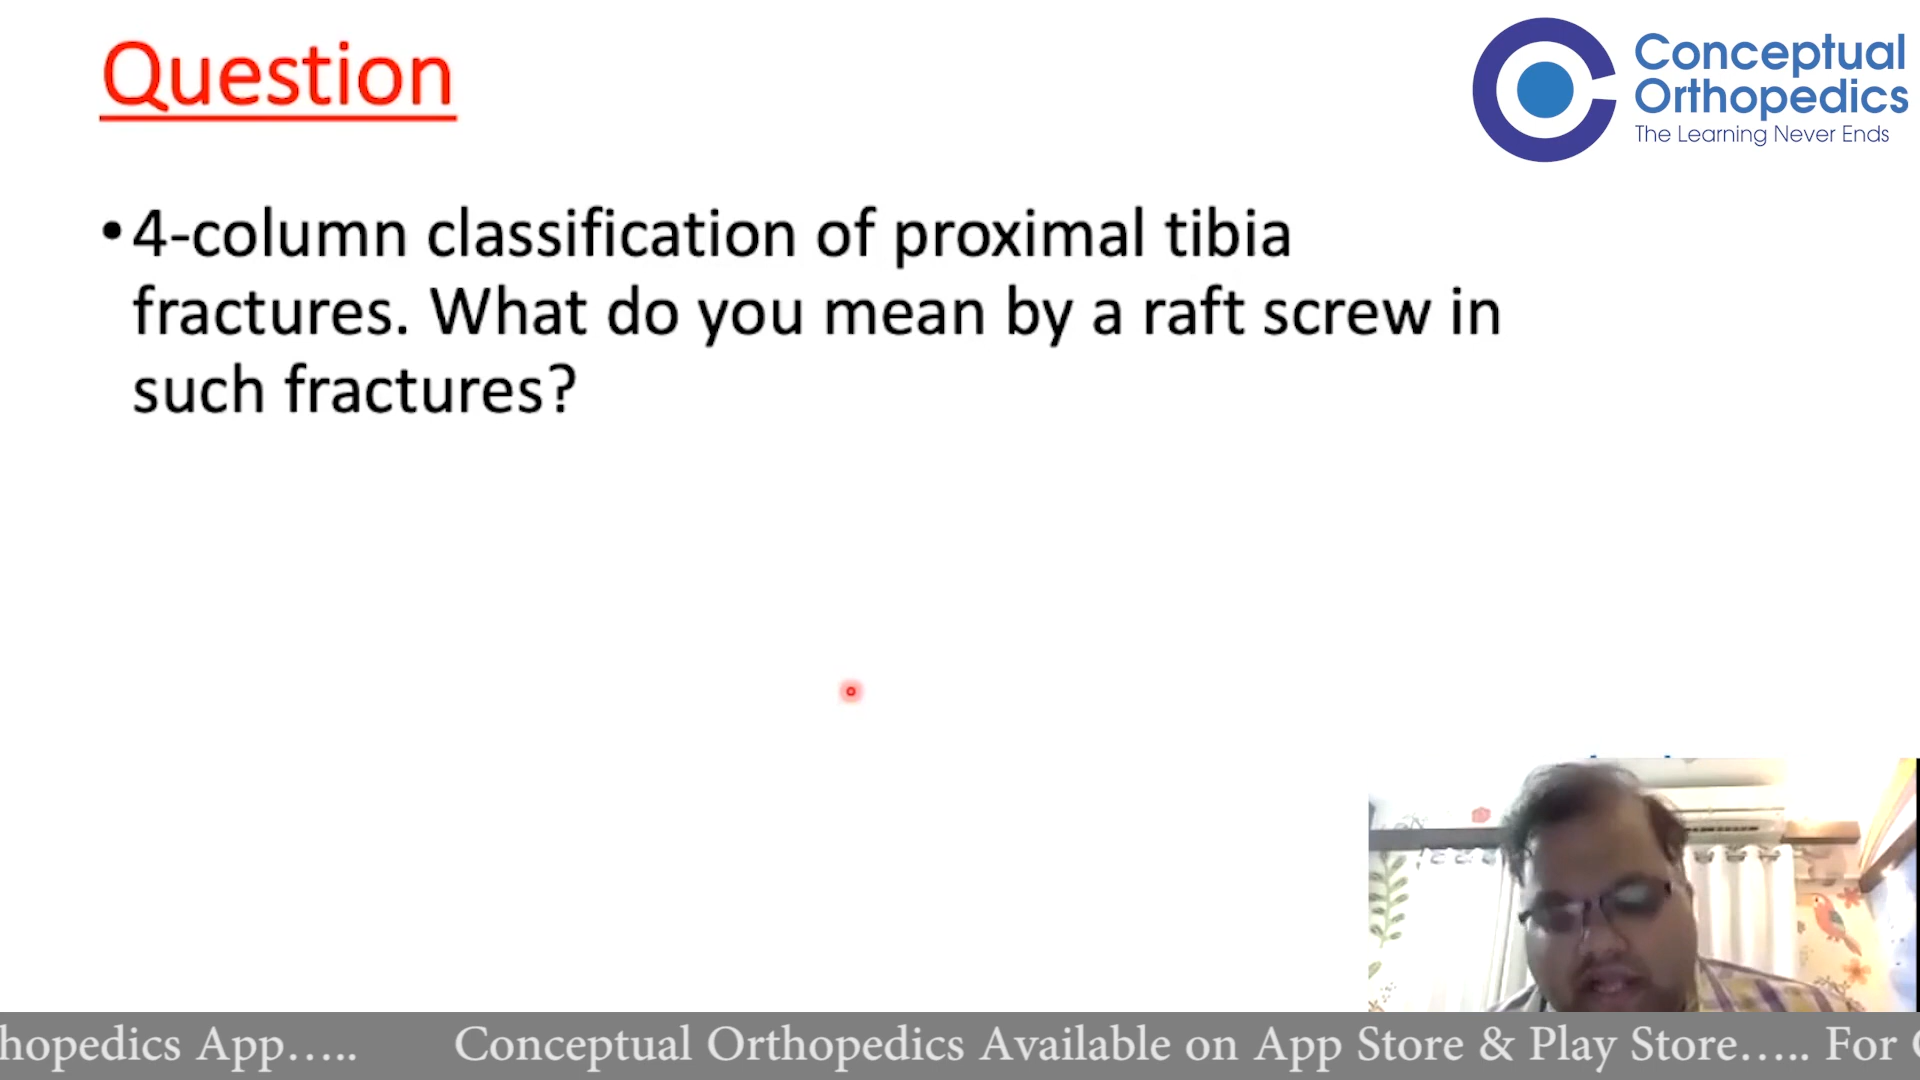 Question
Conceptual
Orthopedics
The Learning Never Ends
•4-column classification of proximal tibia
fractures. What do you mean by a raft screw in
such fractures?
hopedics App..... Conceptual Orthopedics Available on App Store & Play Store..... For